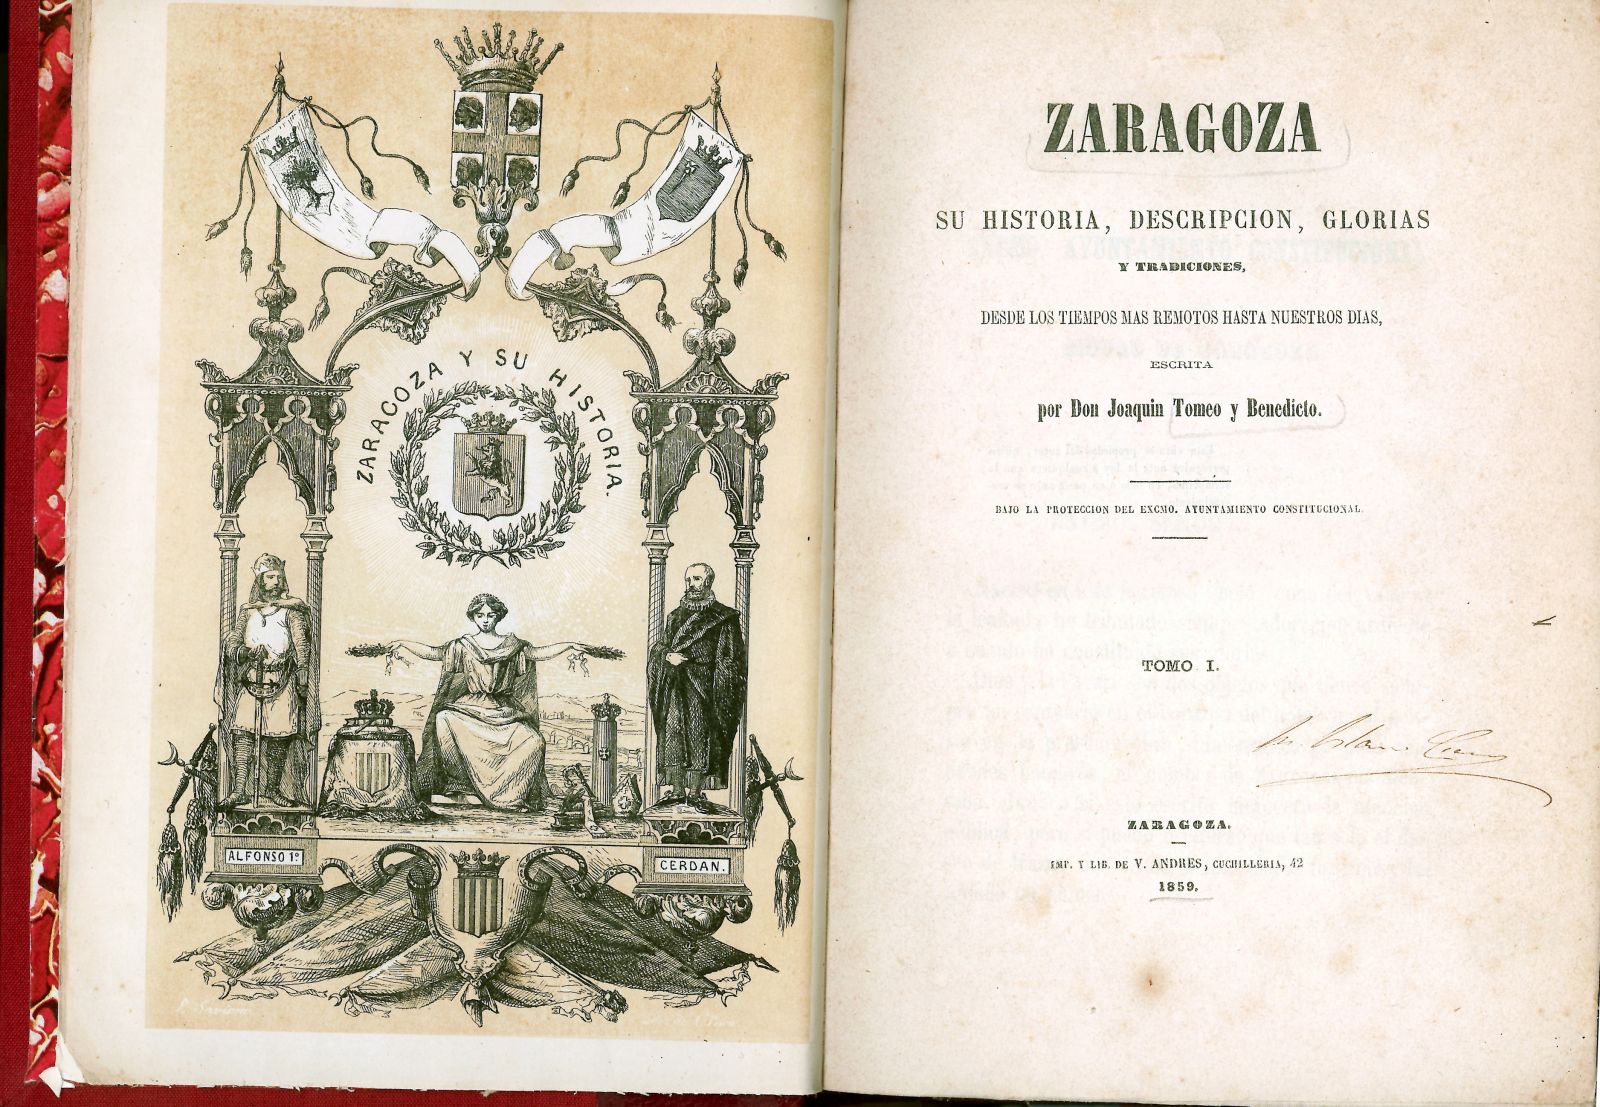 ZARAGOZA Y SU HISTORIA.
ALFONSO 1º
CERDAN.
ZARAGOZA
SU HISTORIA, DESCRIPCION, GLORIAS
Y TRADICIONES,
DESDE LOS TIEMPOS MAS REMOTOS HASTA NUESTROS DIAS,
ESCRITA
por Don Joaquin Tomeo y Benedicto.
BAJO LA PROTECCION DEL EXCMO. AYUNTAMIENTO CONSTITUCIONAL.
TOMO I.
ZARAGOZA.
IMP. Y LIB. DE V. ANDRES, CUCHILLERIA, 42
1859.